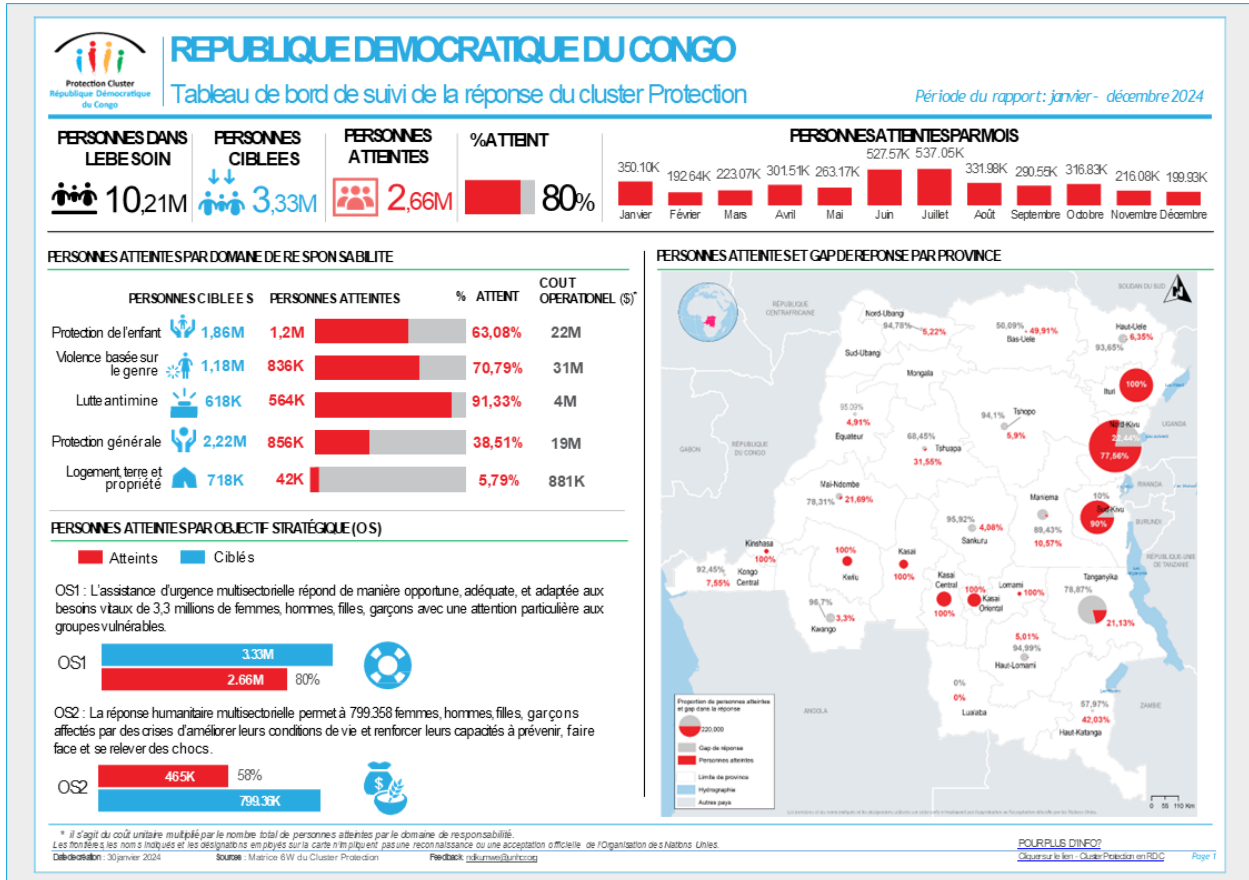 REPUBLIQUE DEMOCRATIQUE DU CONGO
Protection Cluster
République Démocratique
du Congo
Tableau de bord de suivi de la réponse du cluster Protection
Période du rapport: janvier - décembre 2024
PERSONNES DANS
LE BESOIN
10,21M
PERSONNES
CIBLEES
3,33M
PERSONNES
ATTEINTES
2,66M
%ATTEINT
80%
PERSONNES ATTEINTES PAR MOIS
350.10K 192.64K 223.07K 301.51K 263.17K 527.57K 537.05K 331.98K 290.55K 316.83K 216.08K 199.93K
Janvier Février Mars Avril Mai Juin Juillet Août Septembre Octobre Novembre Décembre
PERSONNES ATTEINTES PAR DOMAINE DE RESPONSABILITE
PERSONNES CIBLEES PERSONNES ATTEINTES % ATTEINT COUT
OPERATIONEL ($)*
Protection de l'enfant 1,86M 1,2M 63,08% 22M
Violence basée sur
le genre 1,18M 836K 70,79% 31M
Lutte antimine 618K 564K 91,33% 4M
Protection générale 2,22M 856K 38,51% 19M
Logement, terre et
propriété 718K 42K 5,79% 881K
PERSONNES ATTEINTES PAR OBJECTIF STRATÉGIQUE (OS)
Atteints Ciblés
OS1 : L'assistance d'urgence multisectorielle répond de manière opportune, adéquate, et adaptée aux
besoins vitaux de 3,3 millions de femmes, hommes, filles, garçons avec une attention particulière aux
groupes vulnérables.
OS1
3.33M
2.66M 80%
OS2 : La réponse humanitaire multisectorielle permet à 799.358 femmes, hommes, filles, garçons
affectés par des crises d'améliorer leurs conditions de vie et renforcer leurs capacités à prévenir, faire
face et se relever des chocs.
OS2
465K 58%
799.36K
PERSONNES ATTEINTES ET GAP DE REPONSE PAR PROVINCE
SOUDAN DU SUD
RÉPUBLIQUE
CENTRAFRICAINE
Nord-Ubangi
94,78% 5,22%
50,09% 49,91%
Bas-Uele
Haut-Uele
93,65% 6,35%
Sud-Ubangi
Mongala
Ituri
100%
95.09%
4,91%
Equateur
94,1%
Tshopo
5,9%
Nord-Kivu
22,44%
77,56%
UGANDA
GABON
RÉPUBLIQUE
DU CONGO
68,45%
Tshuapa
31,55%
Mai-Ndombe
78,31% 21,69%
Maniema
89,43%
10,57%
10%
Sud-Kivu
90%
RWANDA
BURUNDI
95,92%
4,08%
Sankuru
RÉPUBLIQUE-UNIE
DE TANZANIE
Kinshasa
100%
92,45%
7,55%
Kongo
Central
100%
Kwilu
Kasai
100%
Kasai
Central
100%
100%
Kasai
Oriental
Lomami
100%
Tanganyika
78,87%
21,13%
96,7%
3,3%
Kwango
5,01%
94,99%
Haut-Lomami
0%
0%
Lualaba
57,97%
42,03%
Haut-Katanga
ANGOLA
ZAMBIE
Proportion de personnes atteintes
et gap dans la réponse
220,000
Gap de réponse
Personnes atteintes
Limite de province
Hydrographie
Autres pays
0 55 110 Km
* il s'agit du coût unitaire multiplié par le nombre total de personnes atteintes par le domaine de responsabilité.
Les frontières, les noms indiqués et les désignations employés sur la carte n'impliquent pas une reconnaissance ou une acceptation officielle de l'Organisation des Nations Unies.
Date de création : 30 janvier 2024 Sources : Matrice 6W du Cluster Protection Feedback: ndikumwe@unhcr.org
POUR PLUS D'INFO?
Cliquer sur le lien - Cluster Protection en RDC
Page 1